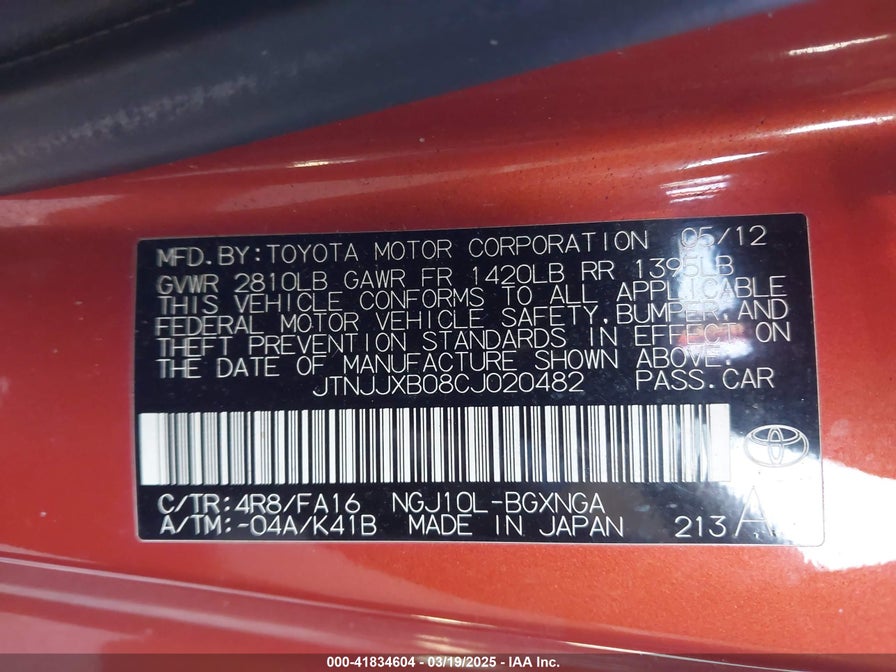 MFD.BY:TOYOTA MOTOR CORPORATION 05/12
GVWR 2810LB GAWR FR 1420LB RR 1395LB
THIS VEHICLE CONFORMS TO ALL APPLICABLE
FEDERAL MOTOR VEHICLE SAFETY,BUMPER,AND
THEFT PREVENTION STANDARDS IN EFFECT ON
THE DATE OF MANUFACTURE SHOWN ABOVE.
JTNJJXB08CJ020482 PASS.CAR
C/TR:4R8/FA16 NGJ10L-BGXNGA
A/TM:-04A/K41B MADE IN JAPAN 213 A
000-41834604 — 03/19/2025 — IAA Inc.